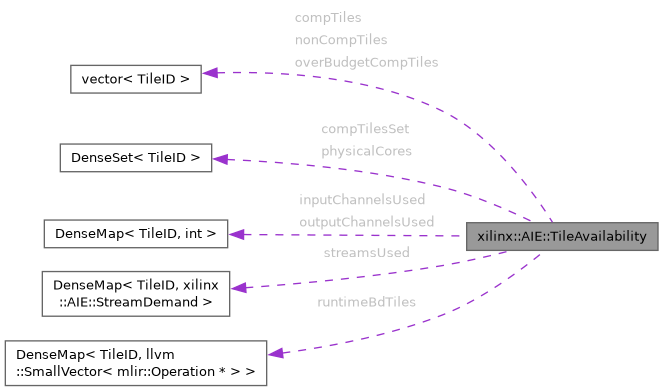 compTiles
nonCompTiles
overBudgetCompTiles
vector< TileID >
compTilesSet
physicalCores
DenseSet< TileID >
inputChannelsUsed
outputChannelsUsed
DenseMap< TileID, int >
xilinx::AIE::TileAvailability
streamsUsed
DenseMap< TileID, xilinx
::AIE::StreamDemand >
runtimeBdTiles
DenseMap< TileID, llvm
::SmallVector< mlir::Operation * > >